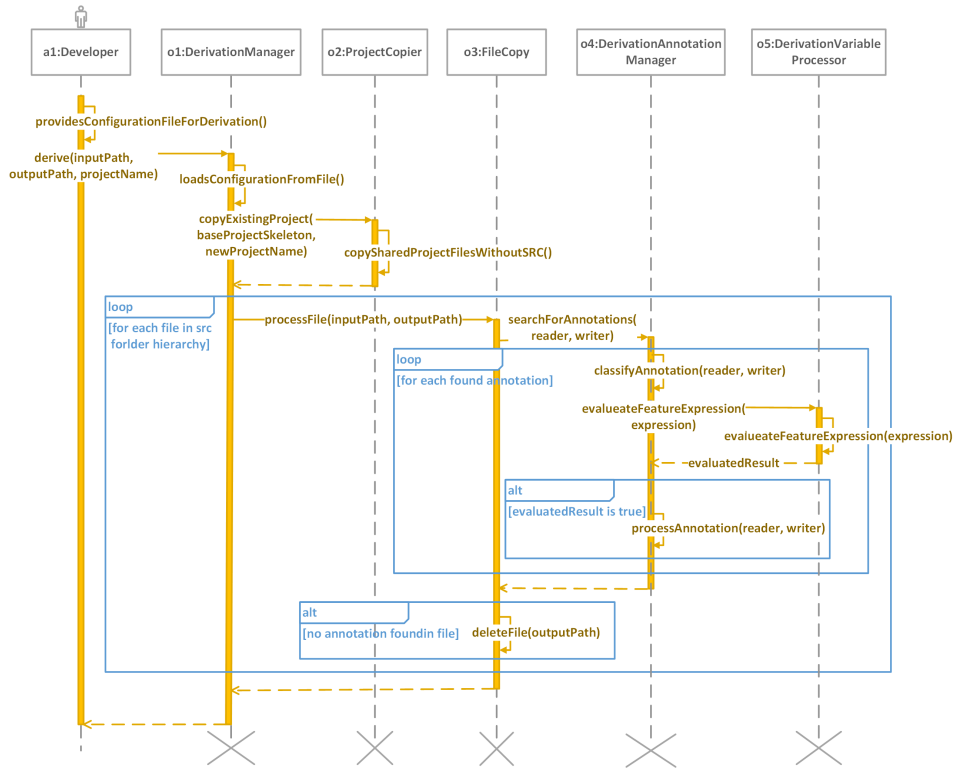 a1:Developer
o1:DerivationManager
o2:ProjectCopier
o3:FileCopy
o4:DerivationAnnotation
Manager
o5:DerivationVariable
Processor
providesConfigurationFileForDerivation()
derive(inputPath,
outputPath, projectName)
loadsConfigurationFromFile()
copyExistingProject(
baseProjectSkeleton,
newProjectName)
copySharedProjectFilesWithoutSRC()
loop
[for each file in src
forlder hierarchy]
processFile(inputPath, outputPath)
searchForAnnotations(
reader, writer)
loop
[for each found annotation]
classifyAnnotation(reader, writer)
evalueateFeatureExpression(
expression)
evalueateFeatureExpression(expression)
evaluatedResult
alt
[evaluatedResult is true]
processAnnotation(reader, writer)
alt
[no annotation foundin file]
deleteFile(outputPath)